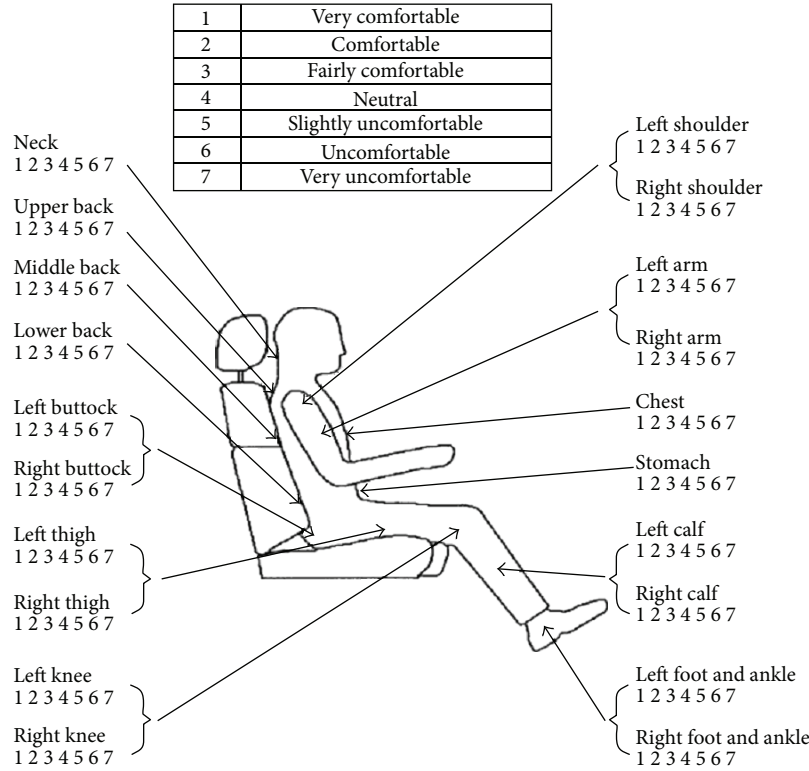 1 Very comfortable
2 Comfortable
3 Fairly comfortable
4 Neutral
5 Slightly uncomfortable
6 Uncomfortable
7 Very uncomfortable
Neck
1 2 3 4 5 6 7
Upper back
1 2 3 4 5 6 7
Middle back
1 2 3 4 5 6 7
Lower back
1 2 3 4 5 6 7
Left buttock
1 2 3 4 5 6 7
Right buttock
1 2 3 4 5 6 7
Left thigh
1 2 3 4 5 6 7
Right thigh
1 2 3 4 5 6 7
Left knee
1 2 3 4 5 6 7
Right knee
1 2 3 4 5 6 7
Left shoulder
1 2 3 4 5 6 7
Right shoulder
1 2 3 4 5 6 7
Left arm
1 2 3 4 5 6 7
Right arm
1 2 3 4 5 6 7
Chest
1 2 3 4 5 6 7
Stomach
1 2 3 4 5 6 7
Left calf
1 2 3 4 5 6 7
Right calf
1 2 3 4 5 6 7
Left foot and ankle
1 2 3 4 5 6 7
Right foot and ankle
1 2 3 4 5 6 7